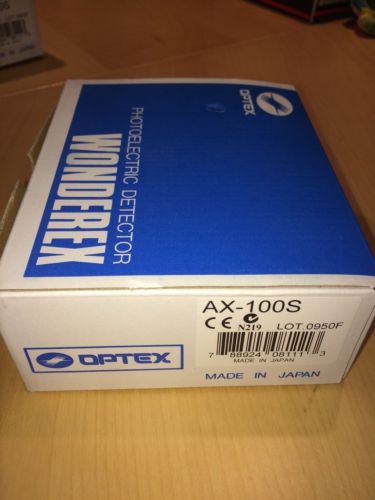 OPTEX
PHOTOELECTRIC DETECTOR
WONDEREX
OPTEX
AX-100S
CE N219 LOT.0950F
7 88924 08111 3
MADE IN JAPAN
MADE IN JAPAN